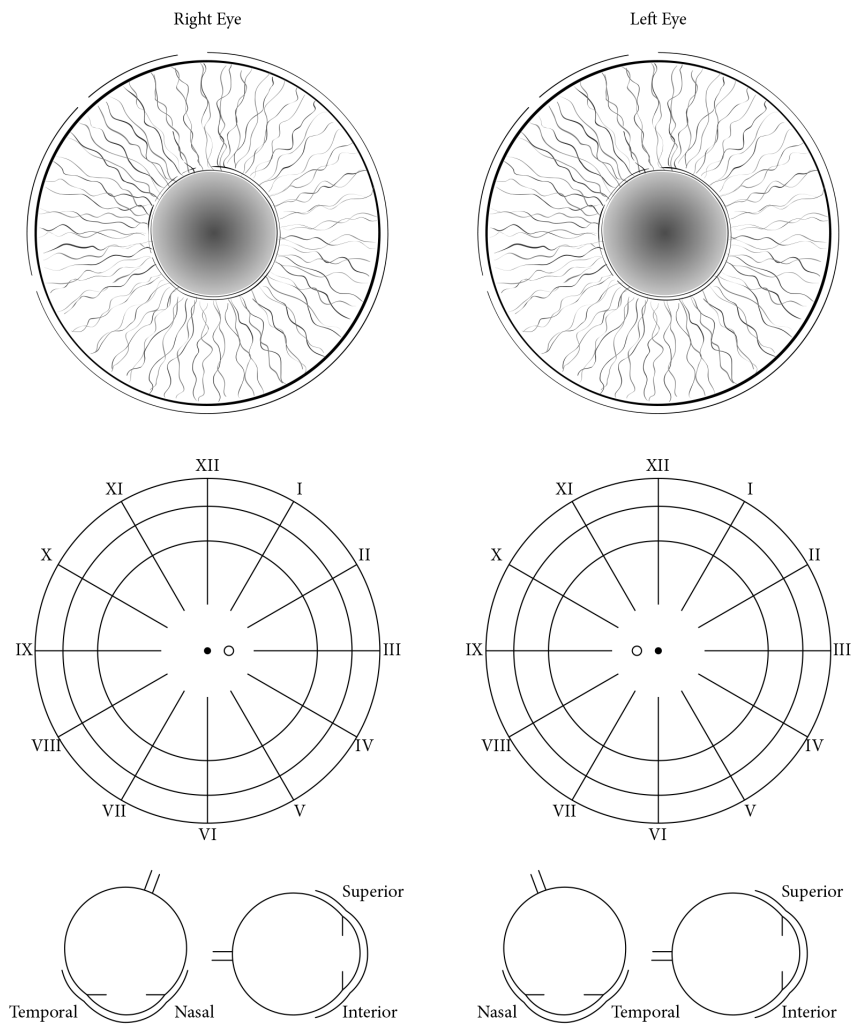 Right Eye
Left Eye
XII
XI
I
X
II
IX
III
VIII
IV
VII
V
VI
XII
XI
I
X
II
IX
III
VIII
IV
VII
V
VI
Superior
Temporal
Nasal
Interior
Superior
Nasal
Temporal
Interior